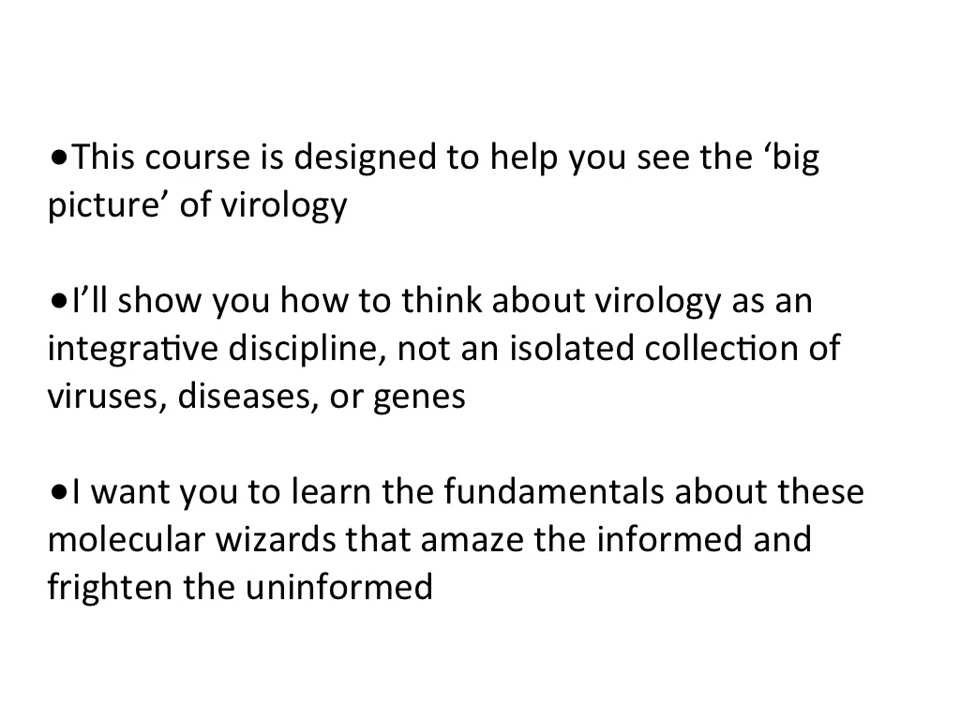 •This course is designed to help you see the ‘big
picture’ of virology
•I’ll show you how to think about virology as an
integrative discipline, not an isolated collection of
viruses, diseases, or genes
•I want you to learn the fundamentals about these
molecular wizards that amaze the informed and
frighten the uninformed